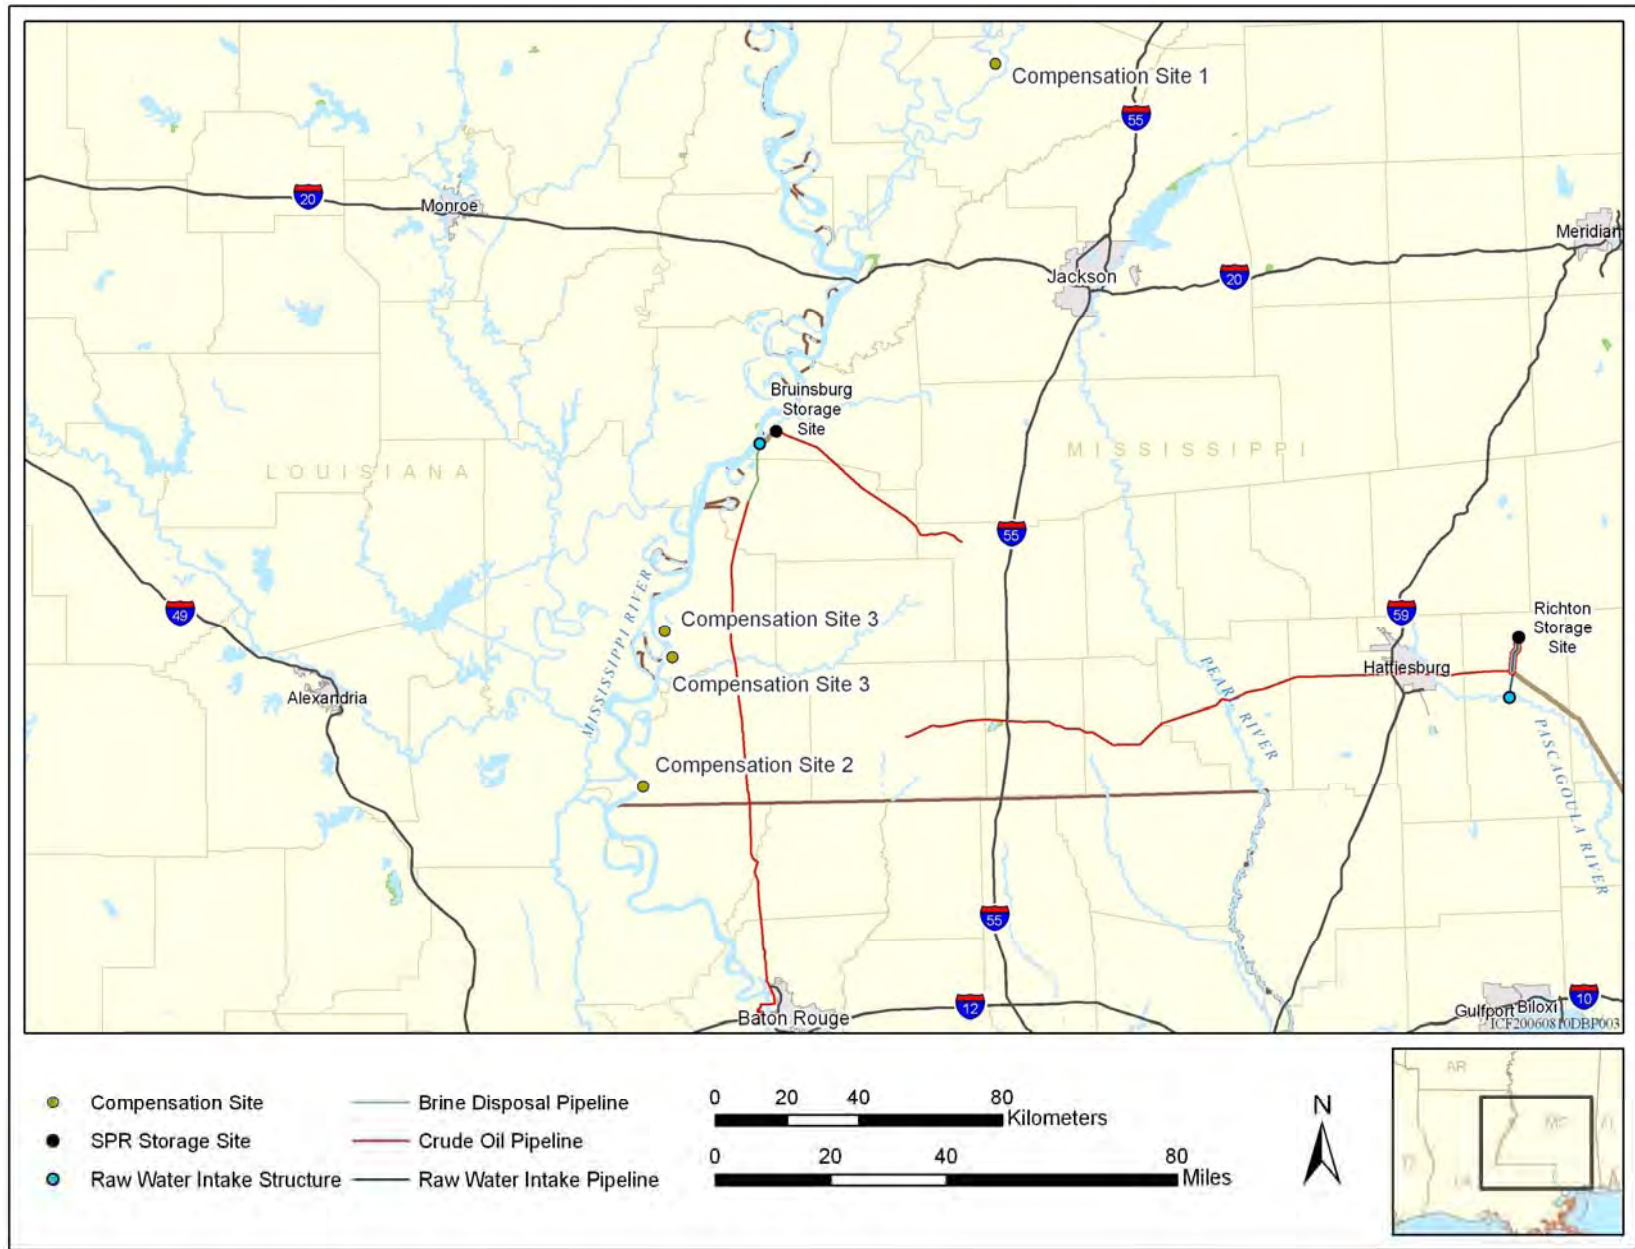 Compensation Site 1
55
20
Monroe
Meridian
Jackson
20
Bruinsburg
Storage
Site
LOUISIANA
MISSISSIPPI
55
49
MISSISSIPPI RIVER
Compensation Site 3
59
Richton
Storage
Site
Hattiesburg
Compensation Site 3
Alexandria
PEARL RIVER
PASCAGOULA RIVER
Compensation Site 2
55
12
10
Baton Rouge
Gulfport Biloxi
ICF20060810DBP003
Compensation Site
SPR Storage Site
Raw Water Intake Structure
Brine Disposal Pipeline
Crude Oil Pipeline
Raw Water Intake Pipeline
0 20 40 80
Kilometers
0 20 40 80
Miles
N
AR
MS
LA